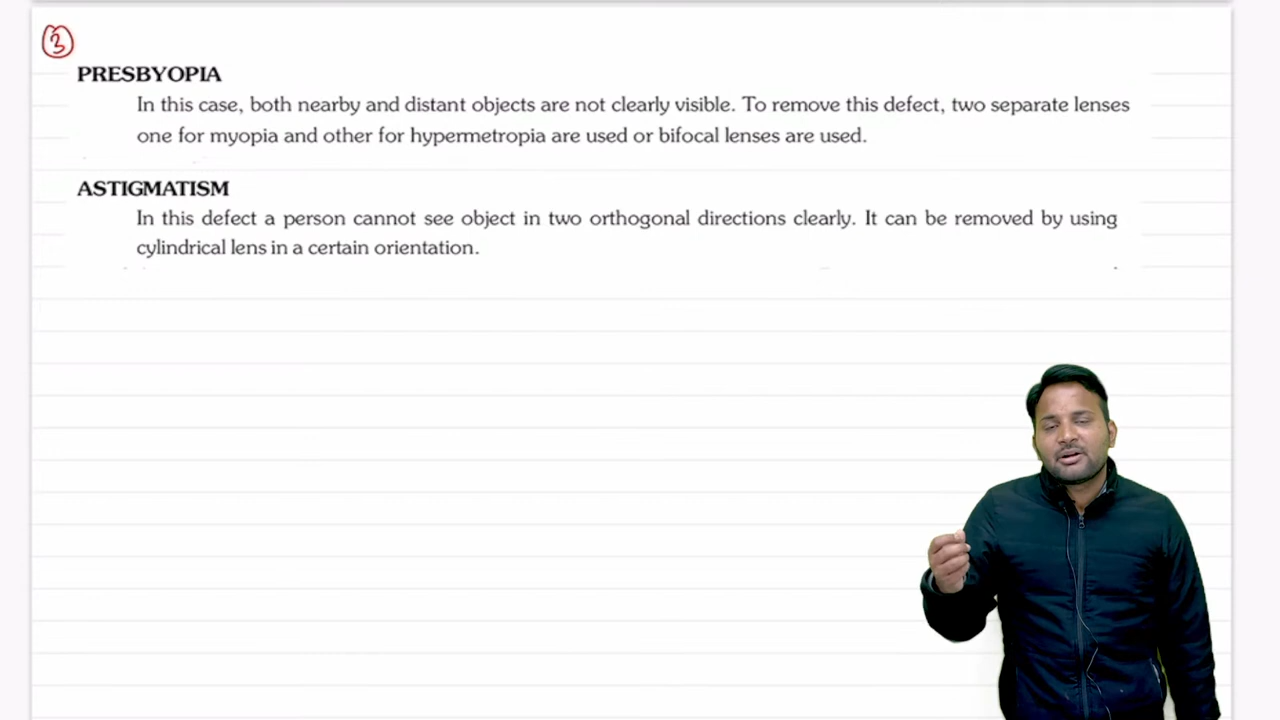 3
PRESBYOPIA
In this case, both nearby and distant objects are not clearly visible. To remove this defect, two separate lenses
one for myopia and other for hypermetropia are used or bifocal lenses are used.
ASTIGMATISM
In this defect a person cannot see object in two orthogonal directions clearly. It can be removed by using
cylindrical lens in a certain orientation.